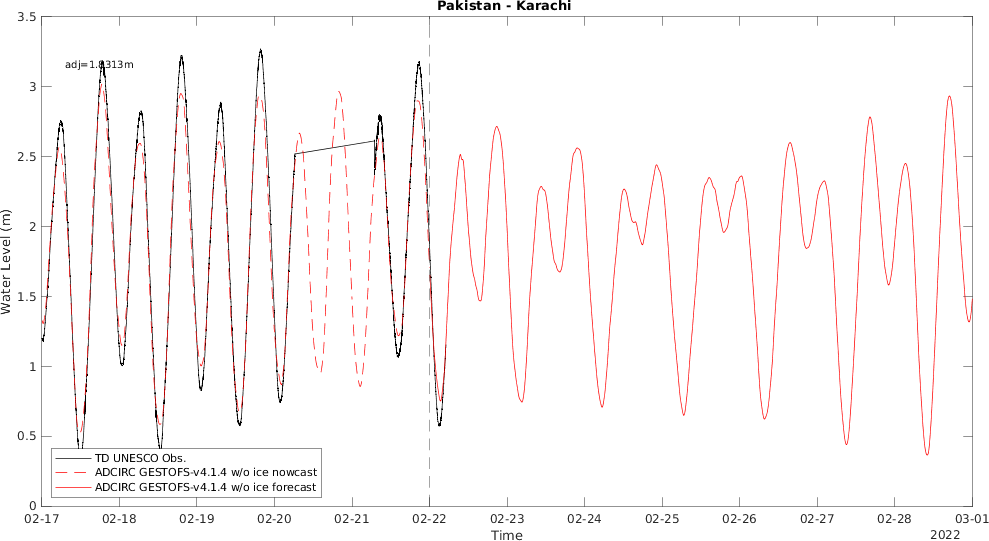 Pakistan - Karachi
3.5
3
2.5
2
1.5
1
0.5
0
Water Level (m)
adj=1.8313m
TD UNESCO Obs.
ADCIRC GESTOFS-v4.1.4 w/o ice nowcast
ADCIRC GESTOFS-v4.1.4 w/o ice forecast
02-17 02-18 02-19 02-20 02-21 02-22 02-23 02-24 02-25 02-26 02-27 02-28 03-01
Time
2022